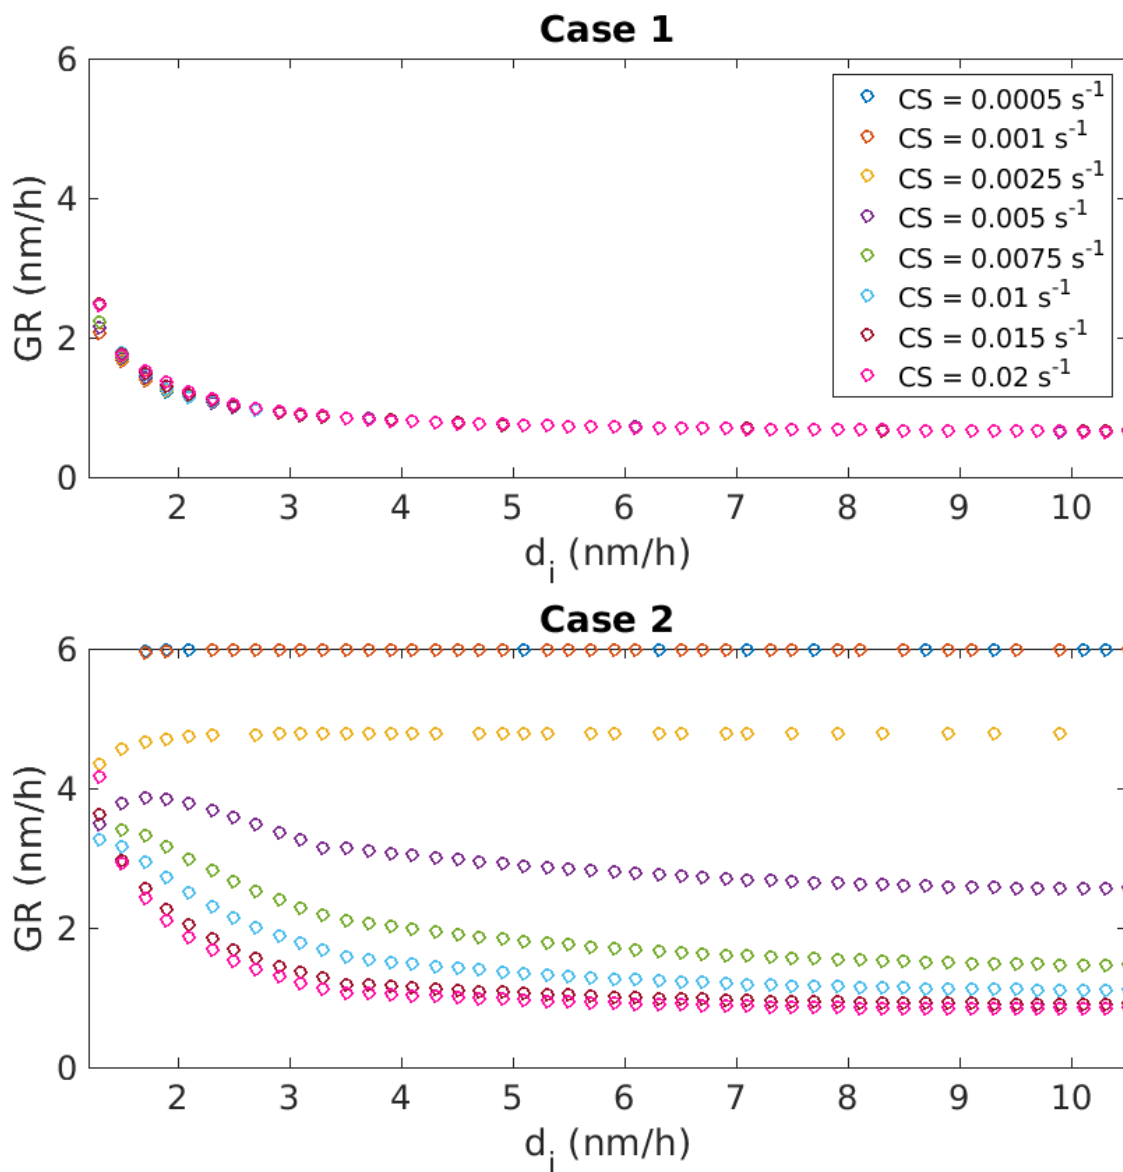 Case 1
6
4
2
0
GR (nm/h)
CS = 0.0005 s⁻¹
CS = 0.001 s⁻¹
CS = 0.0025 s⁻¹
CS = 0.005 s⁻¹
CS = 0.0075 s⁻¹
CS = 0.01 s⁻¹
CS = 0.015 s⁻¹
CS = 0.02 s⁻¹
2 3 4 5 6 7 8 9 10
dᵢ (nm/h)
Case 2
6
4
2
0
GR (nm/h)
2 3 4 5 6 7 8 9 10
dᵢ (nm/h)